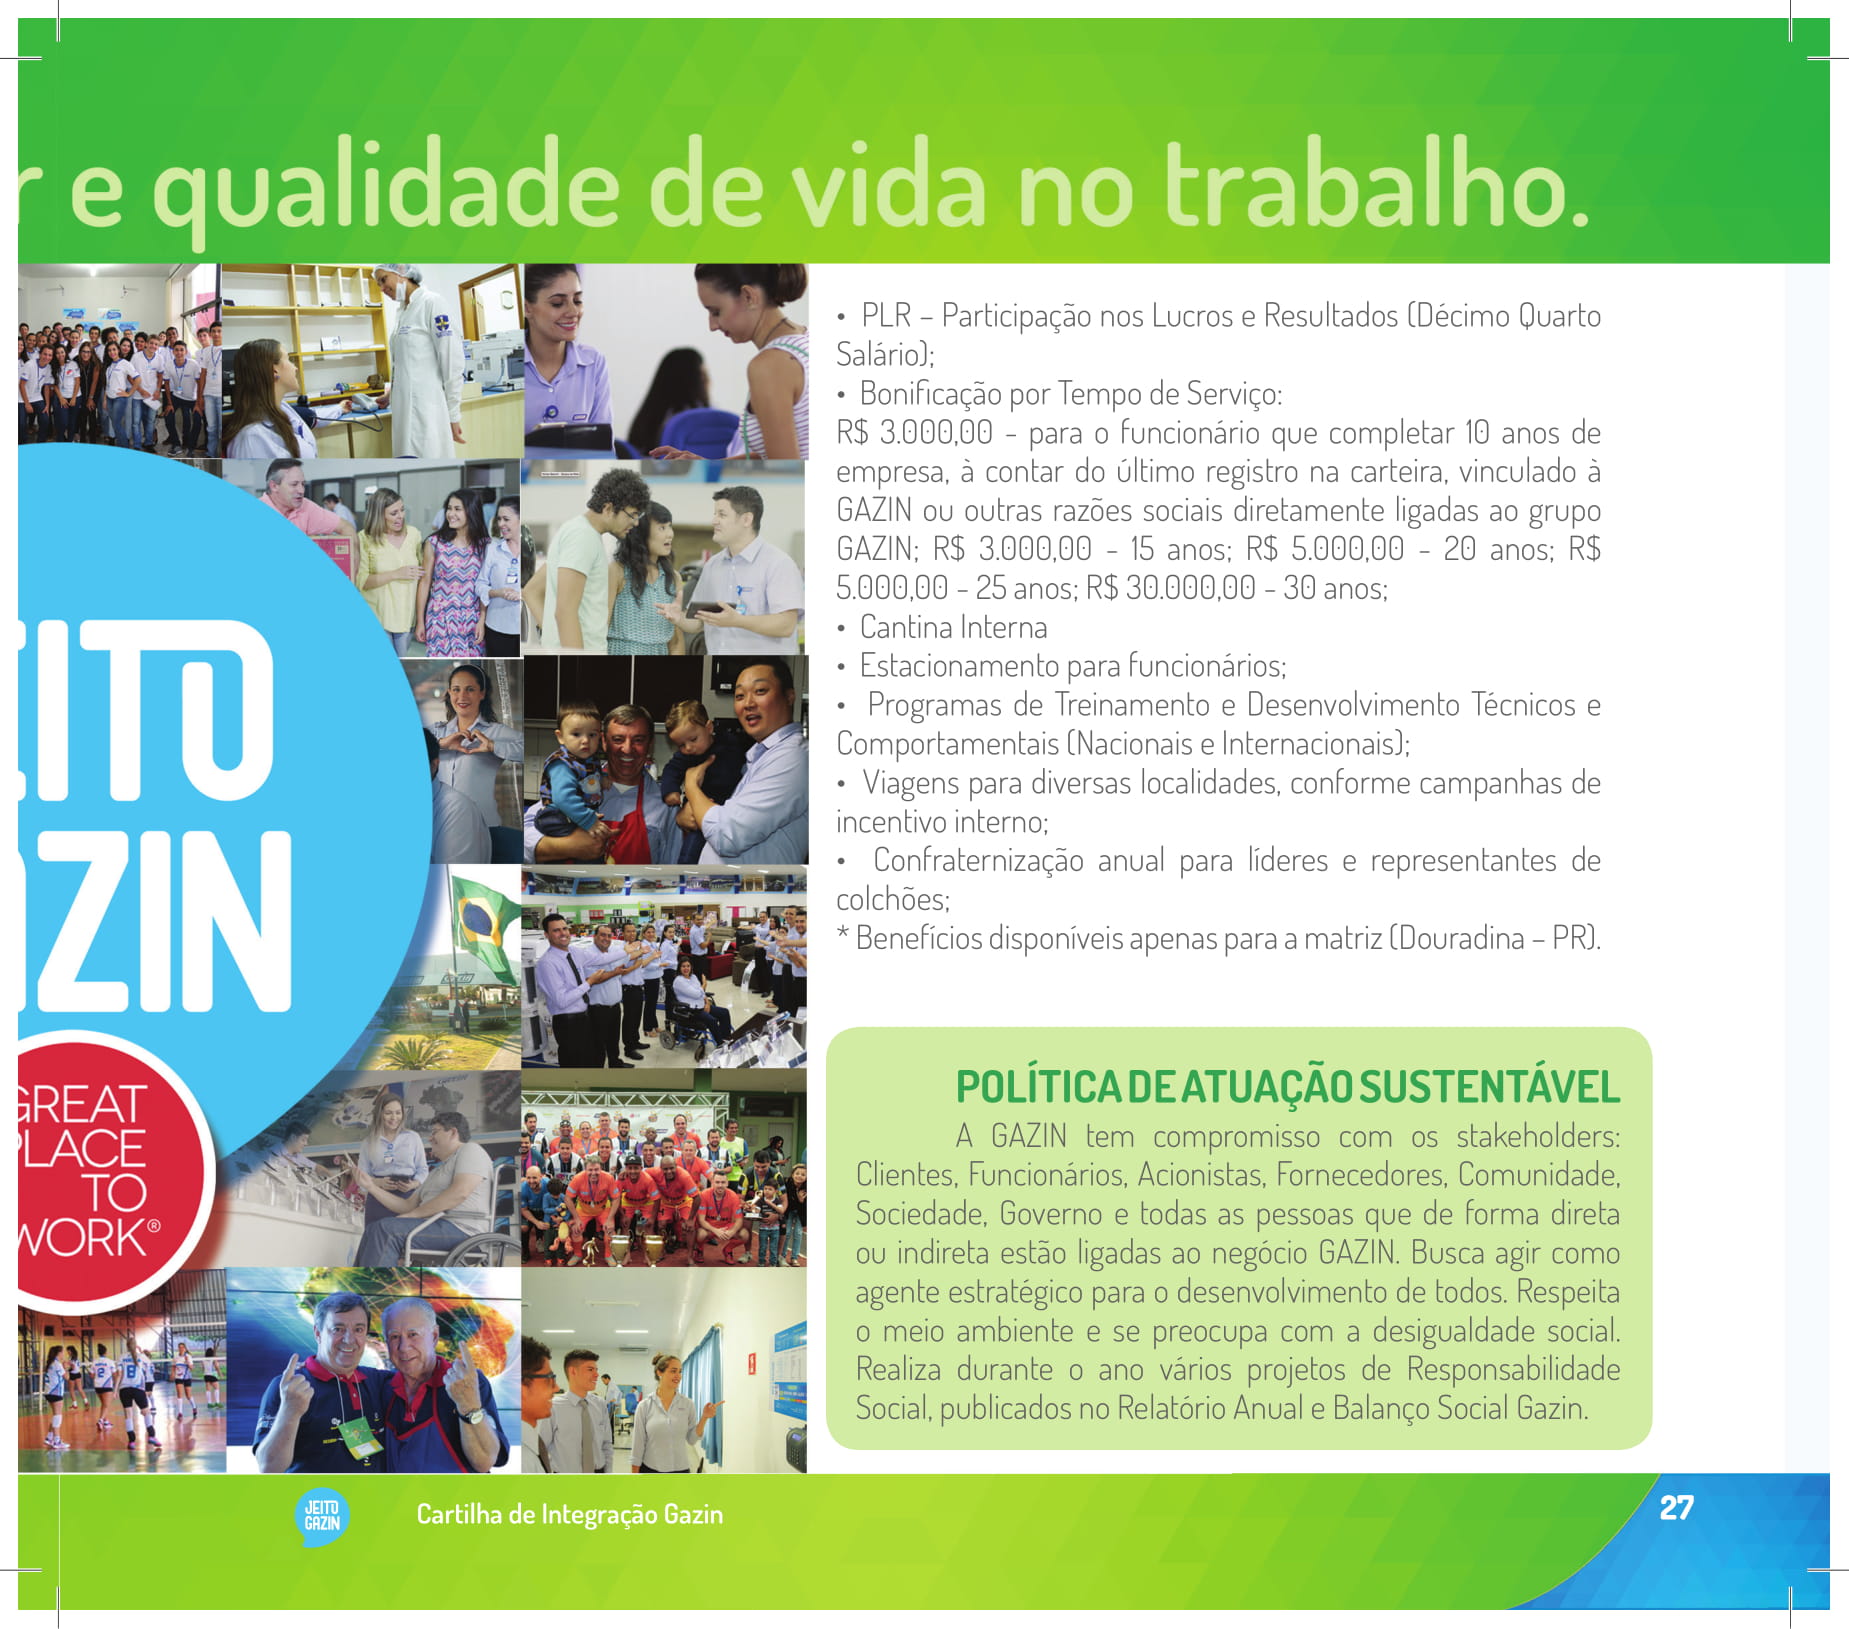 e qualidade de vida no trabalho.
• PLR – Participação nos Lucros e Resultados (Décimo Quarto
Salário);
• Bonificação por Tempo de Serviço:
R$ 3.000,00 - para o funcionário que completar 10 anos de
empresa, à contar do último registro na carteira, vinculado à
GAZIN ou outras razões sociais diretamente ligadas ao grupo
GAZIN; R$ 3.000,00 - 15 anos; R$ 5.000,00 - 20 anos; R$
5.000,00 - 25 anos; R$ 30.000,00 - 30 anos;
• Cantina Interna
• Estacionamento para funcionários;
• Programas de Treinamento e Desenvolvimento Técnicos e
Comportamentais (Nacionais e Internacionais);
• Viagens para diversas localidades, conforme campanhas de
incentivo interno;
• Confraternização anual para líderes e representantes de
colchões;
* Benefícios disponíveis apenas para a matriz (Douradina – PR).
JEITO
GAZIN
GREAT
PLACE
TO
WORK®
POLÍTICA DE ATUAÇÃO SUSTENTÁVEL
A GAZIN tem compromisso com os stakeholders:
Clientes, Funcionários, Acionistas, Fornecedores, Comunidade,
Sociedade, Governo e todas as pessoas que de forma direta
ou indireta estão ligadas ao negócio GAZIN. Busca agir como
agente estratégico para o desenvolvimento de todos. Respeita
o meio ambiente e se preocupa com a desigualdade social.
Realiza durante o ano vários projetos de Responsabilidade
Social, publicados no Relatório Anual e Balanço Social Gazin.
JEITO
GAZIN
Cartilha de Integração Gazin
27